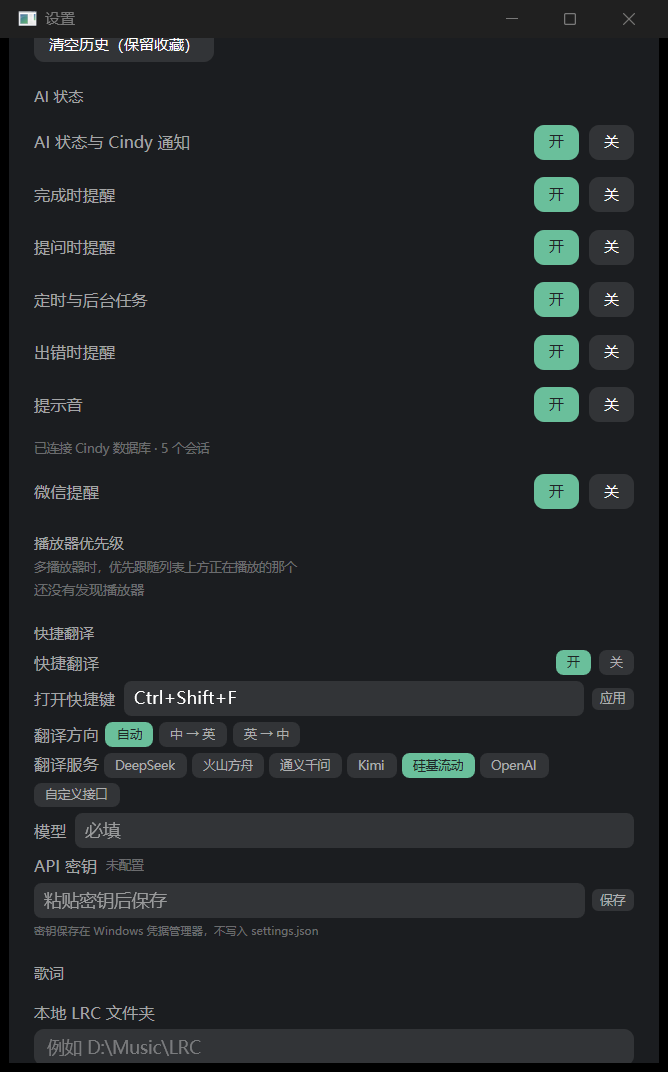 设置
清空历史（保留收藏）
AI 状态
AI 状态与 Cindy 通知 开 关
完成时提醒 开 关
提问时提醒 开 关
定时与后台任务 开 关
出错时提醒 开 关
提示音 开 关
已连接 Cindy 数据库 · 5 个会话
微信提醒 开 关
播放器优先级
多播放器时，优先跟随列表上方正在播放的那个
还没有发现播放器
快捷翻译
快捷翻译 开 关
打开快捷键 Ctrl+Shift+F 应用
翻译方向 自动 中→英 英→中
翻译服务 DeepSeek 火山方舟 通义千问 Kimi 硅基流动 OpenAI
自定义接口
模型 必填
API 密钥 未配置
粘贴密钥后保存 保存
密钥保存在 Windows 凭据管理器，不写入 settings.json
歌词
本地 LRC 文件夹
例如 D:\Music\LRC